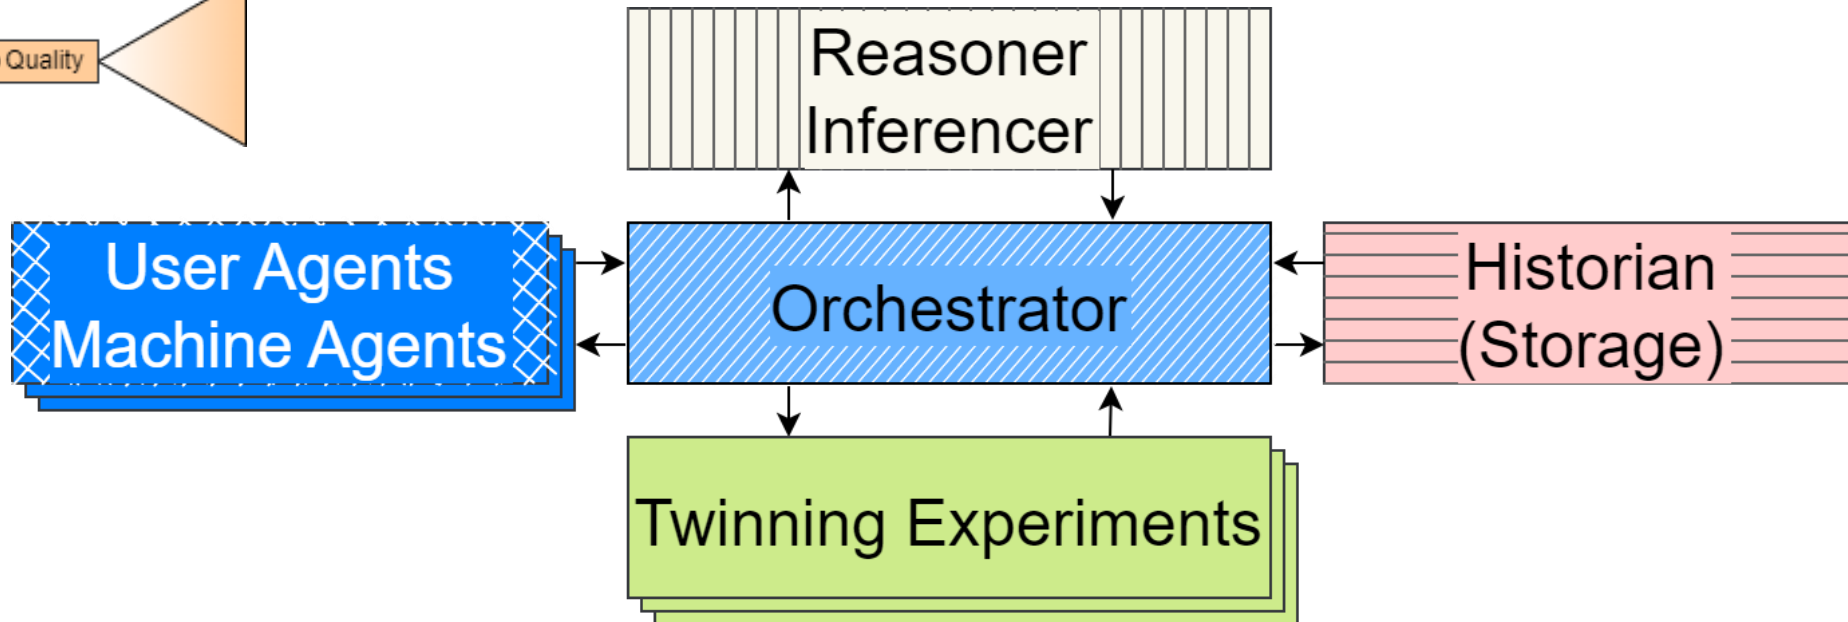 Quality
Reasoner
Inferencer
User Agents
Machine Agents
Orchestrator
Historian
(Storage)
Twinning Experiments